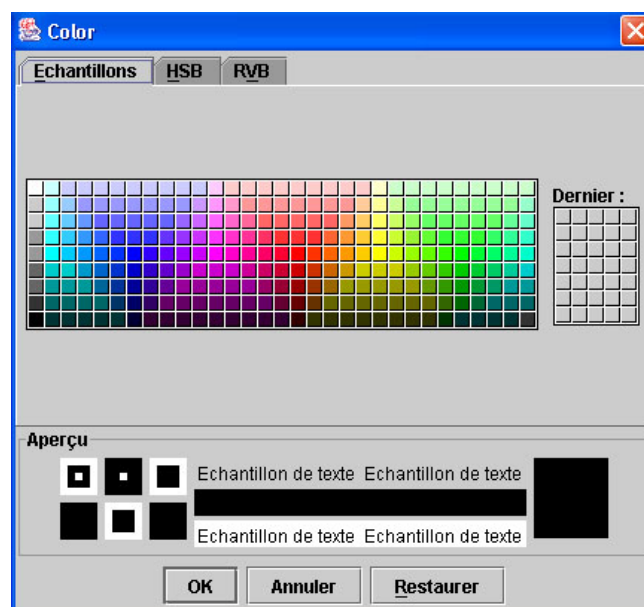 Color
Echantillons HSB RVB
Dernier :
Aperçu
Echantillon de texte Echantillon de texte
Echantillon de texte Echantillon de texte
OK Annuler Restaurer